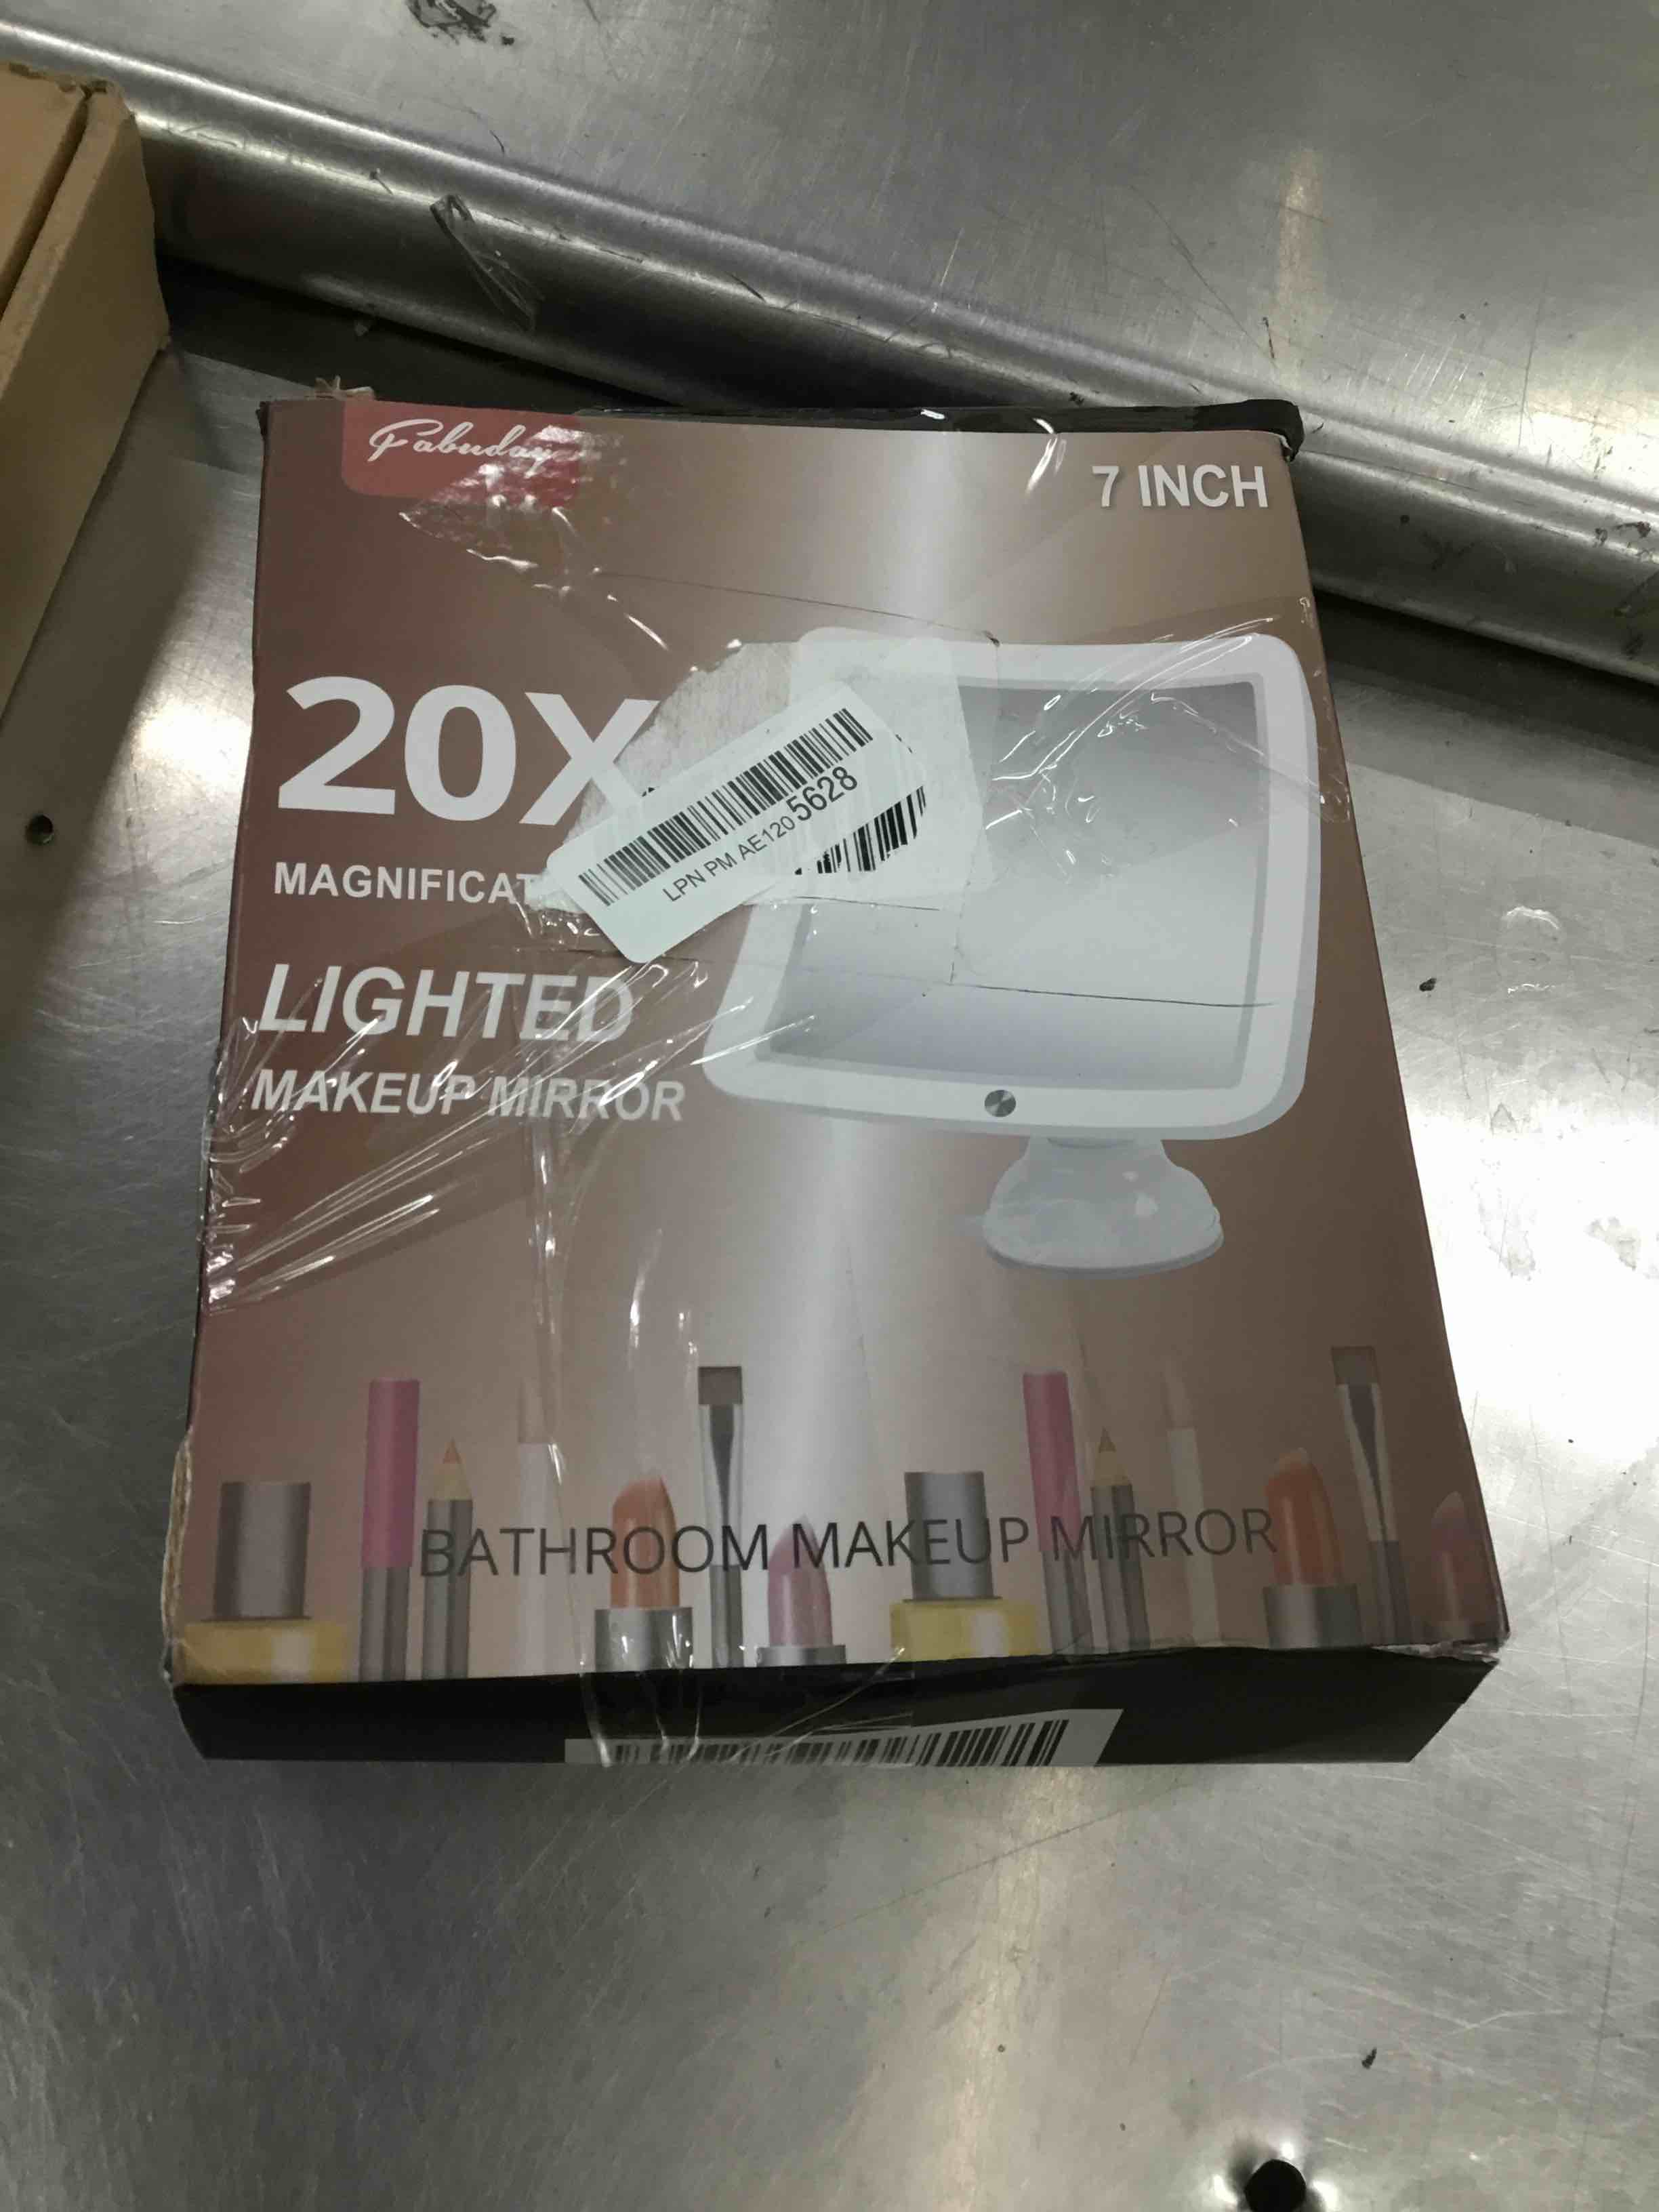 Fabuday
7 INCH
20X
MAGNIFICAT
LPN PM AE1205628
LIGHTED
MAKEUP MIRROR
BATHROOM MAKEUP MIRROR